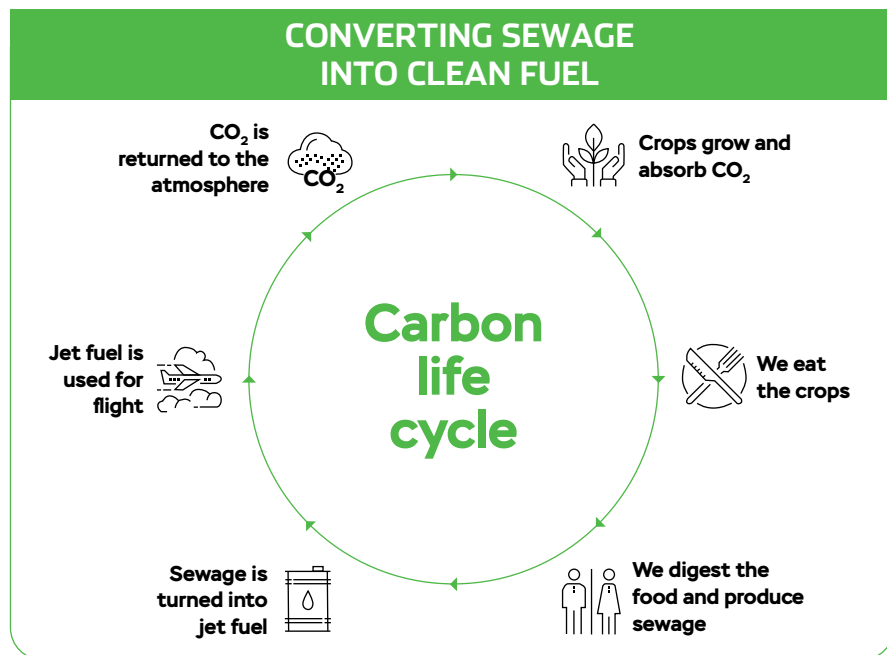 CONVERTING SEWAGE
INTO CLEAN FUEL
CO₂ is
returned to the
atmosphere
CO₂
Crops grow and
absorb CO₂
Carbon
life
cycle
We eat
the crops
We digest the
food and produce
sewage
Sewage is
turned into
jet fuel
Jet fuel is
used for
flight